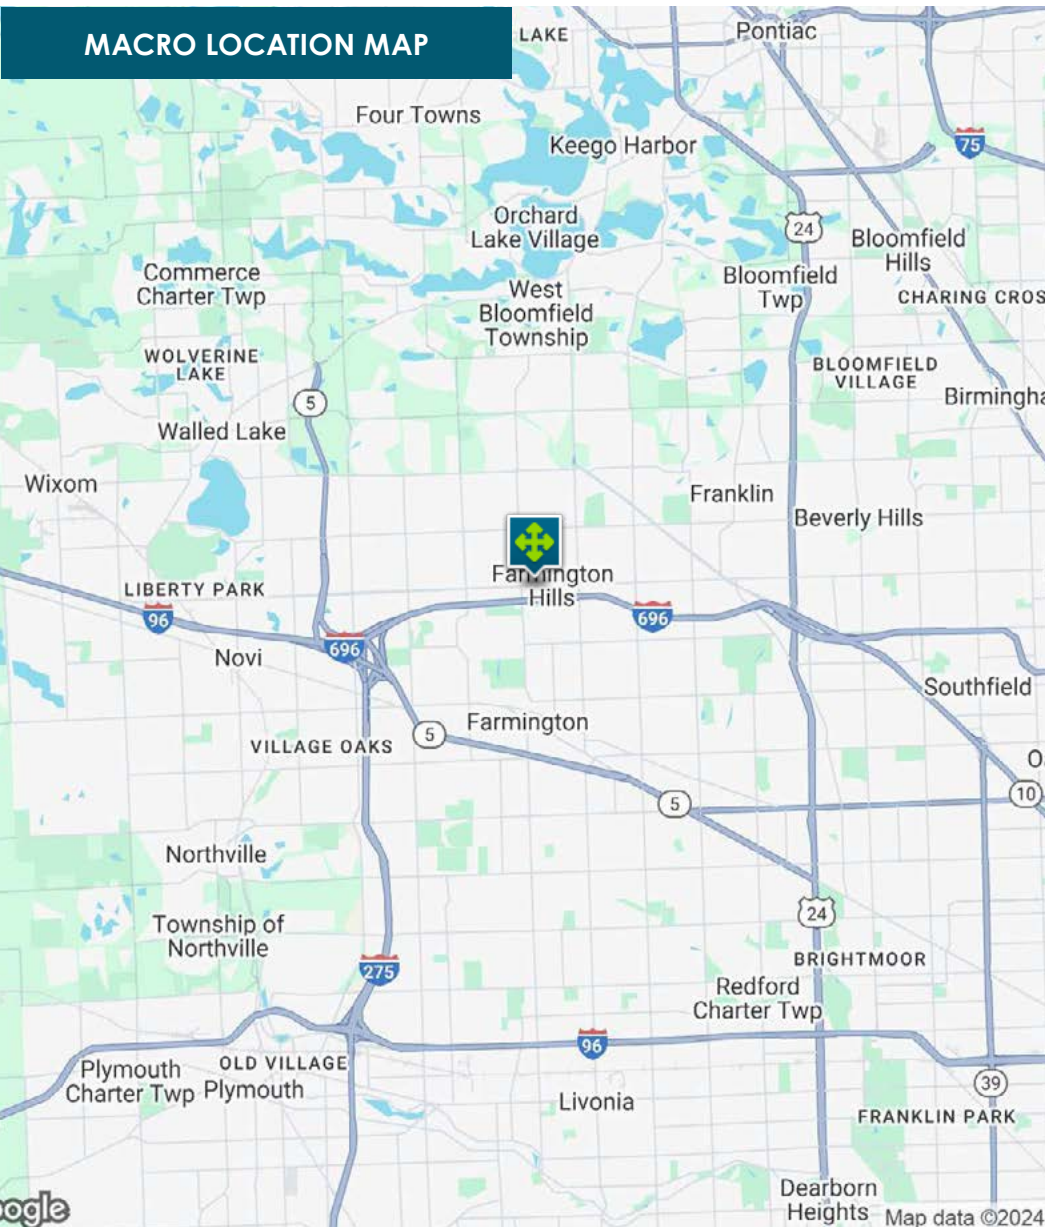 MACRO LOCATION MAP
LAKE
Pontiac
Four Towns
Keego Harbor
75
Orchard
Lake Village
24
Bloomfield
Hills
Commerce
Charter Twp
West
Bloomfield
Township
Bloomfield
Twp
CHARING CROS
WOLVERINE
LAKE
BLOOMFIELD
VILLAGE
5
Birmingha
Walled Lake
Wixom
Franklin
Beverly Hills
Farmington
Hills
LIBERTY PARK
96
696
696
Novi
Southfield
Farmington
5
VILLAGE OAKS
O
10
5
Northville
24
Township of
Northville
BRIGHTMOOR
275
Redford
Charter Twp
96
OLD VILLAGE
Plymouth
Charter Twp
Plymouth
39
Livonia
FRANKLIN PARK
Dearborn
Heights
oogle
Map data ©2024